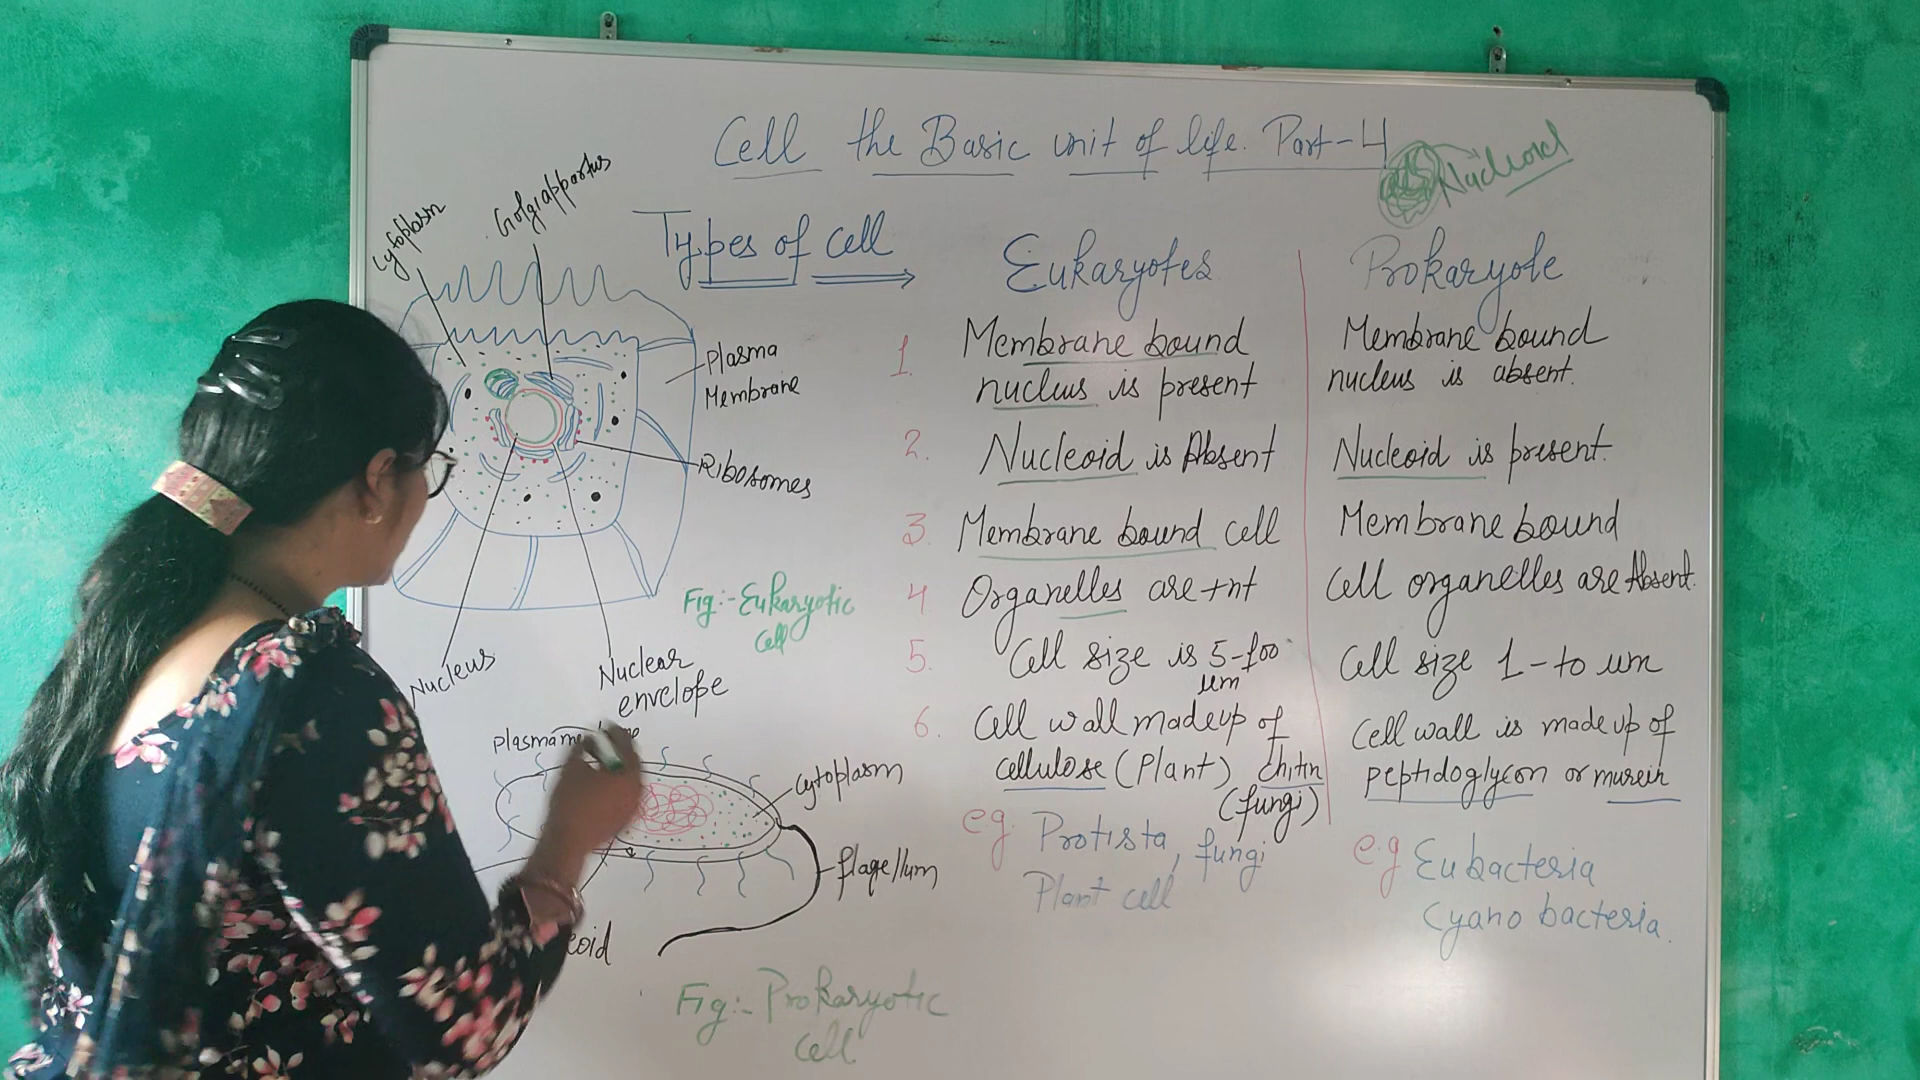 Cell the Basic unit of life. Part-4
Nucleoid
Types of cell
Cytoplasm
Golgiappartus
Plasma
Membrane
Ribosomes
Nucleus
Nuclear
envelope
Fig:- Eukaryotic
cell
Eukaryotes
1. Membrane bound
nucleus is present
2. Nucleoid is Absent
3. Membrane bound cell
4 Organelles are +nt
5. Cell size is 5-100
um
6. Cell wall madeup of
cellulose (Plant) chitin
(fungi)
e.g. Protista, fungi
Plant cell
Prokaryote
Membrane bound
nucleus is absent.
Nucleoid is present.
Membrane bound
Cell organelles are Absent.
Cell size 1-10 um
Cell wall is made up of
peptidoglycon or murein
e.g Eubacteria
Cyano bacteria.
Cytoplasm
flagellum
Fig:- Prokaryotic
Cell